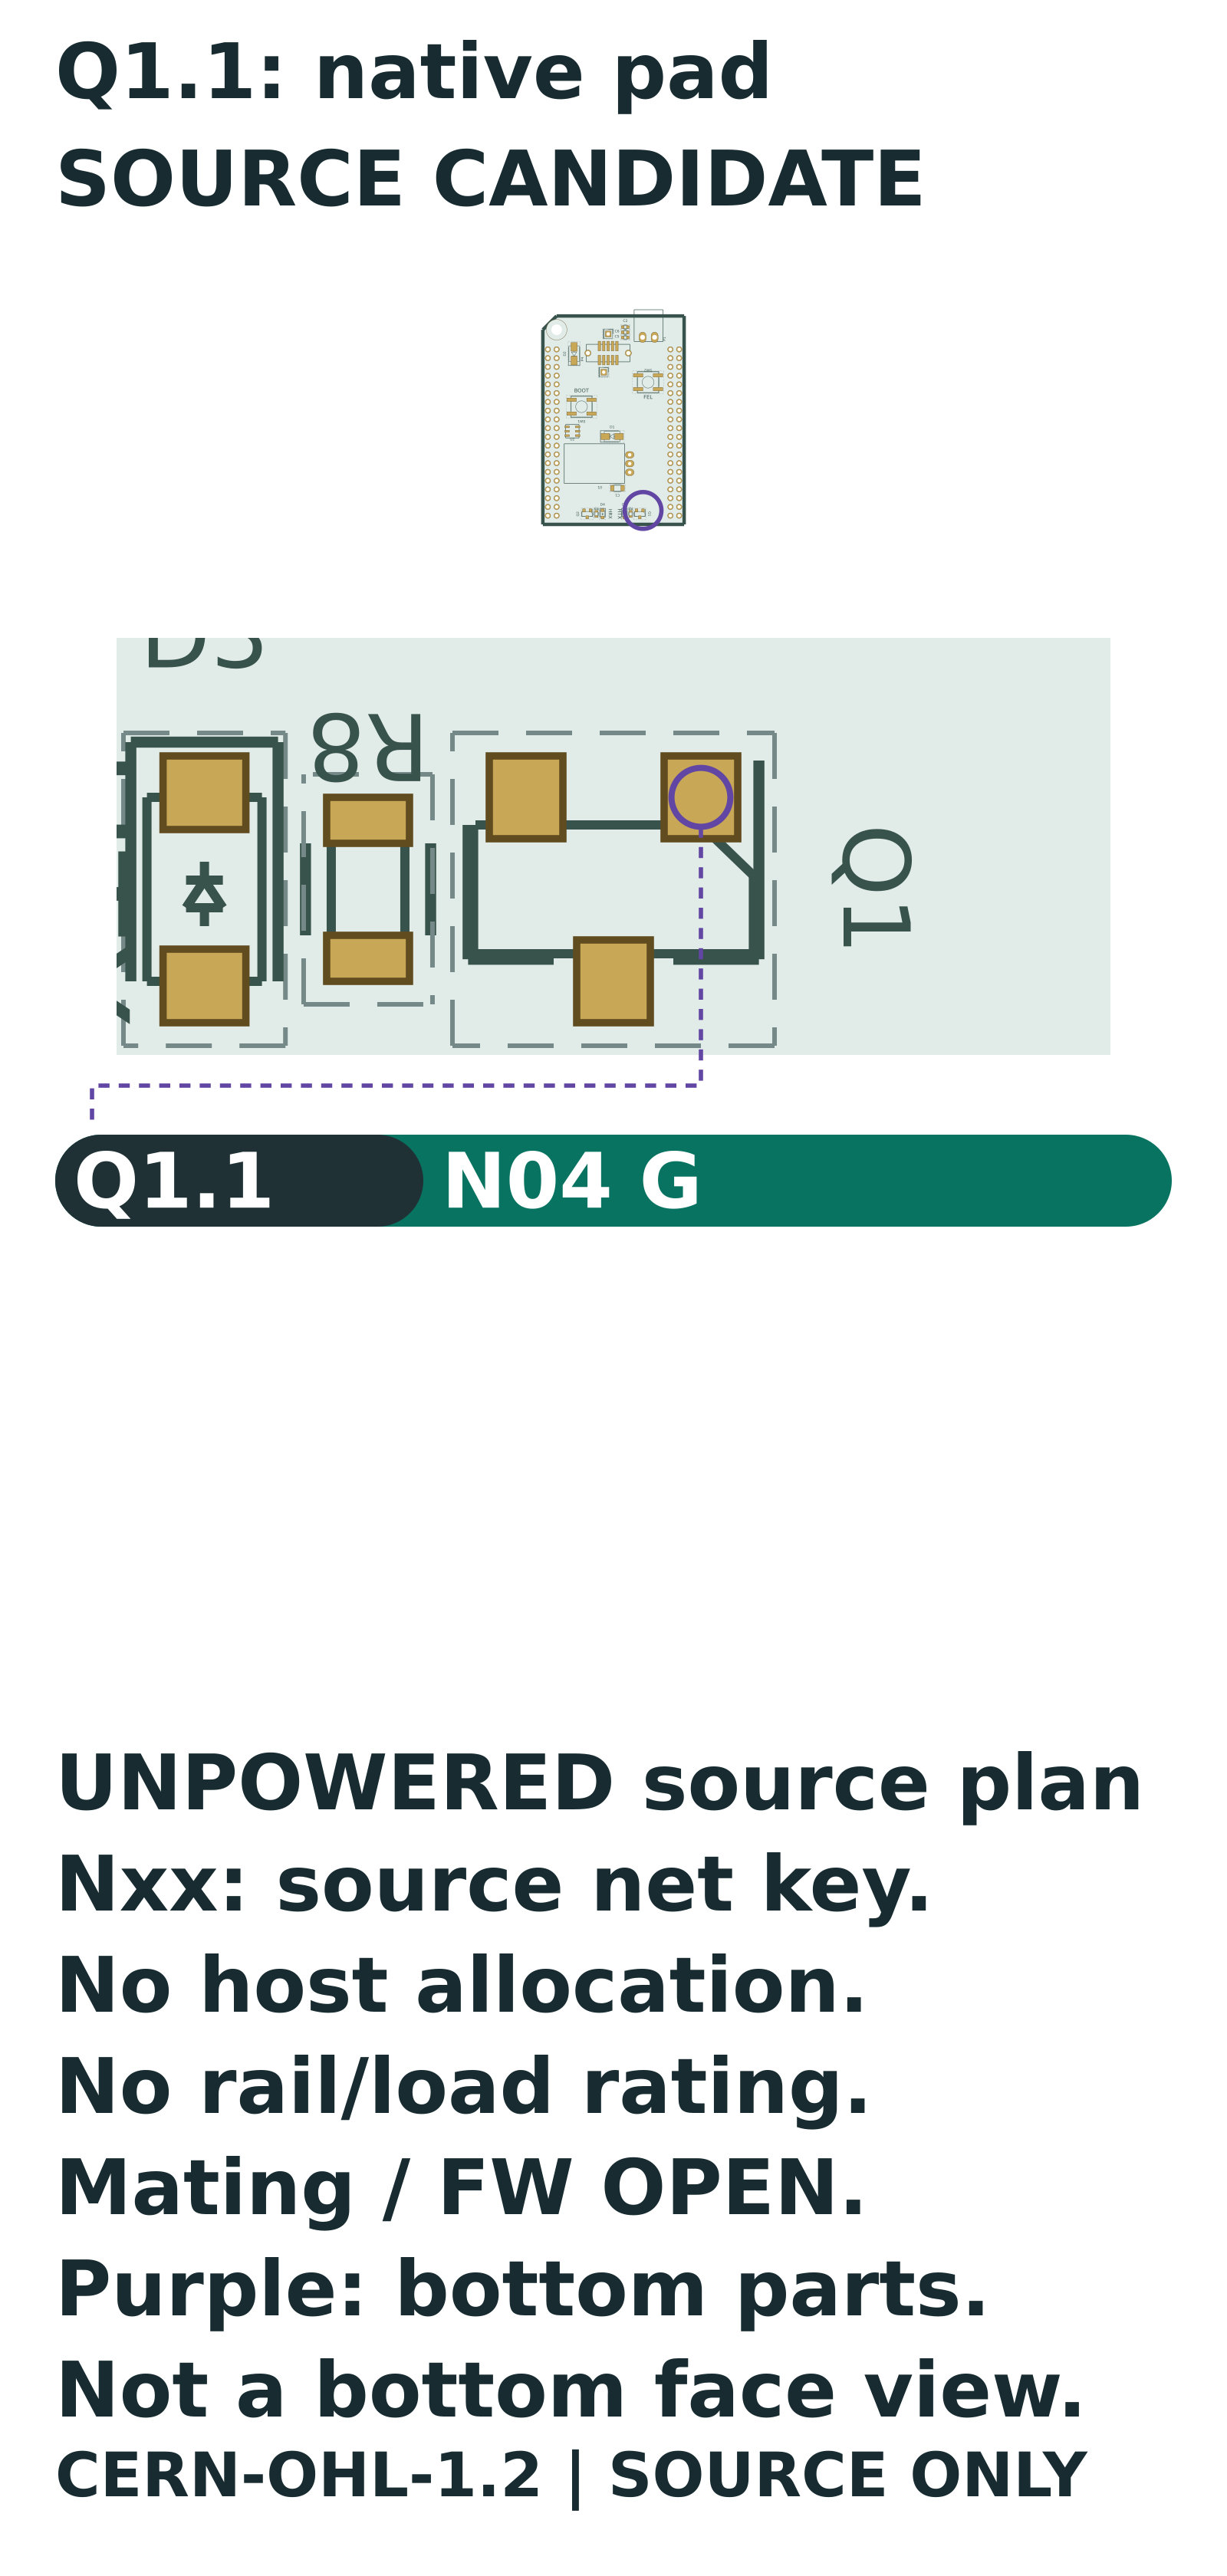 Q1.1: native pad
SOURCE CANDIDATE
BOOT
FEL
R8
Q1
Q1.1 N04 G
UNPOWERED source plan
Nxx: source net key.
No host allocation.
No rail/load rating.
Mating / FW OPEN.
Purple: bottom parts.
Not a bottom face view.
CERN-OHL-1.2 | SOURCE ONLY